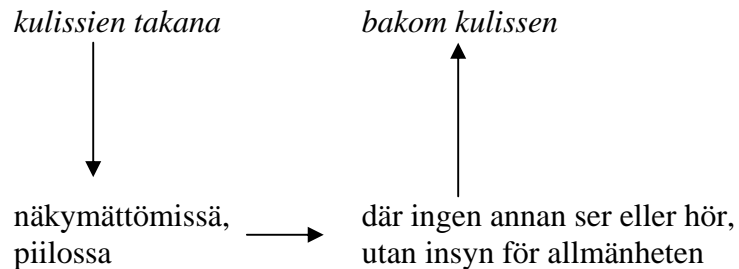 kulissien takana
bakom kulissen
näkymättömissä,
piilossa
där ingen annan ser eller hör,
utan insyn för allmänheten